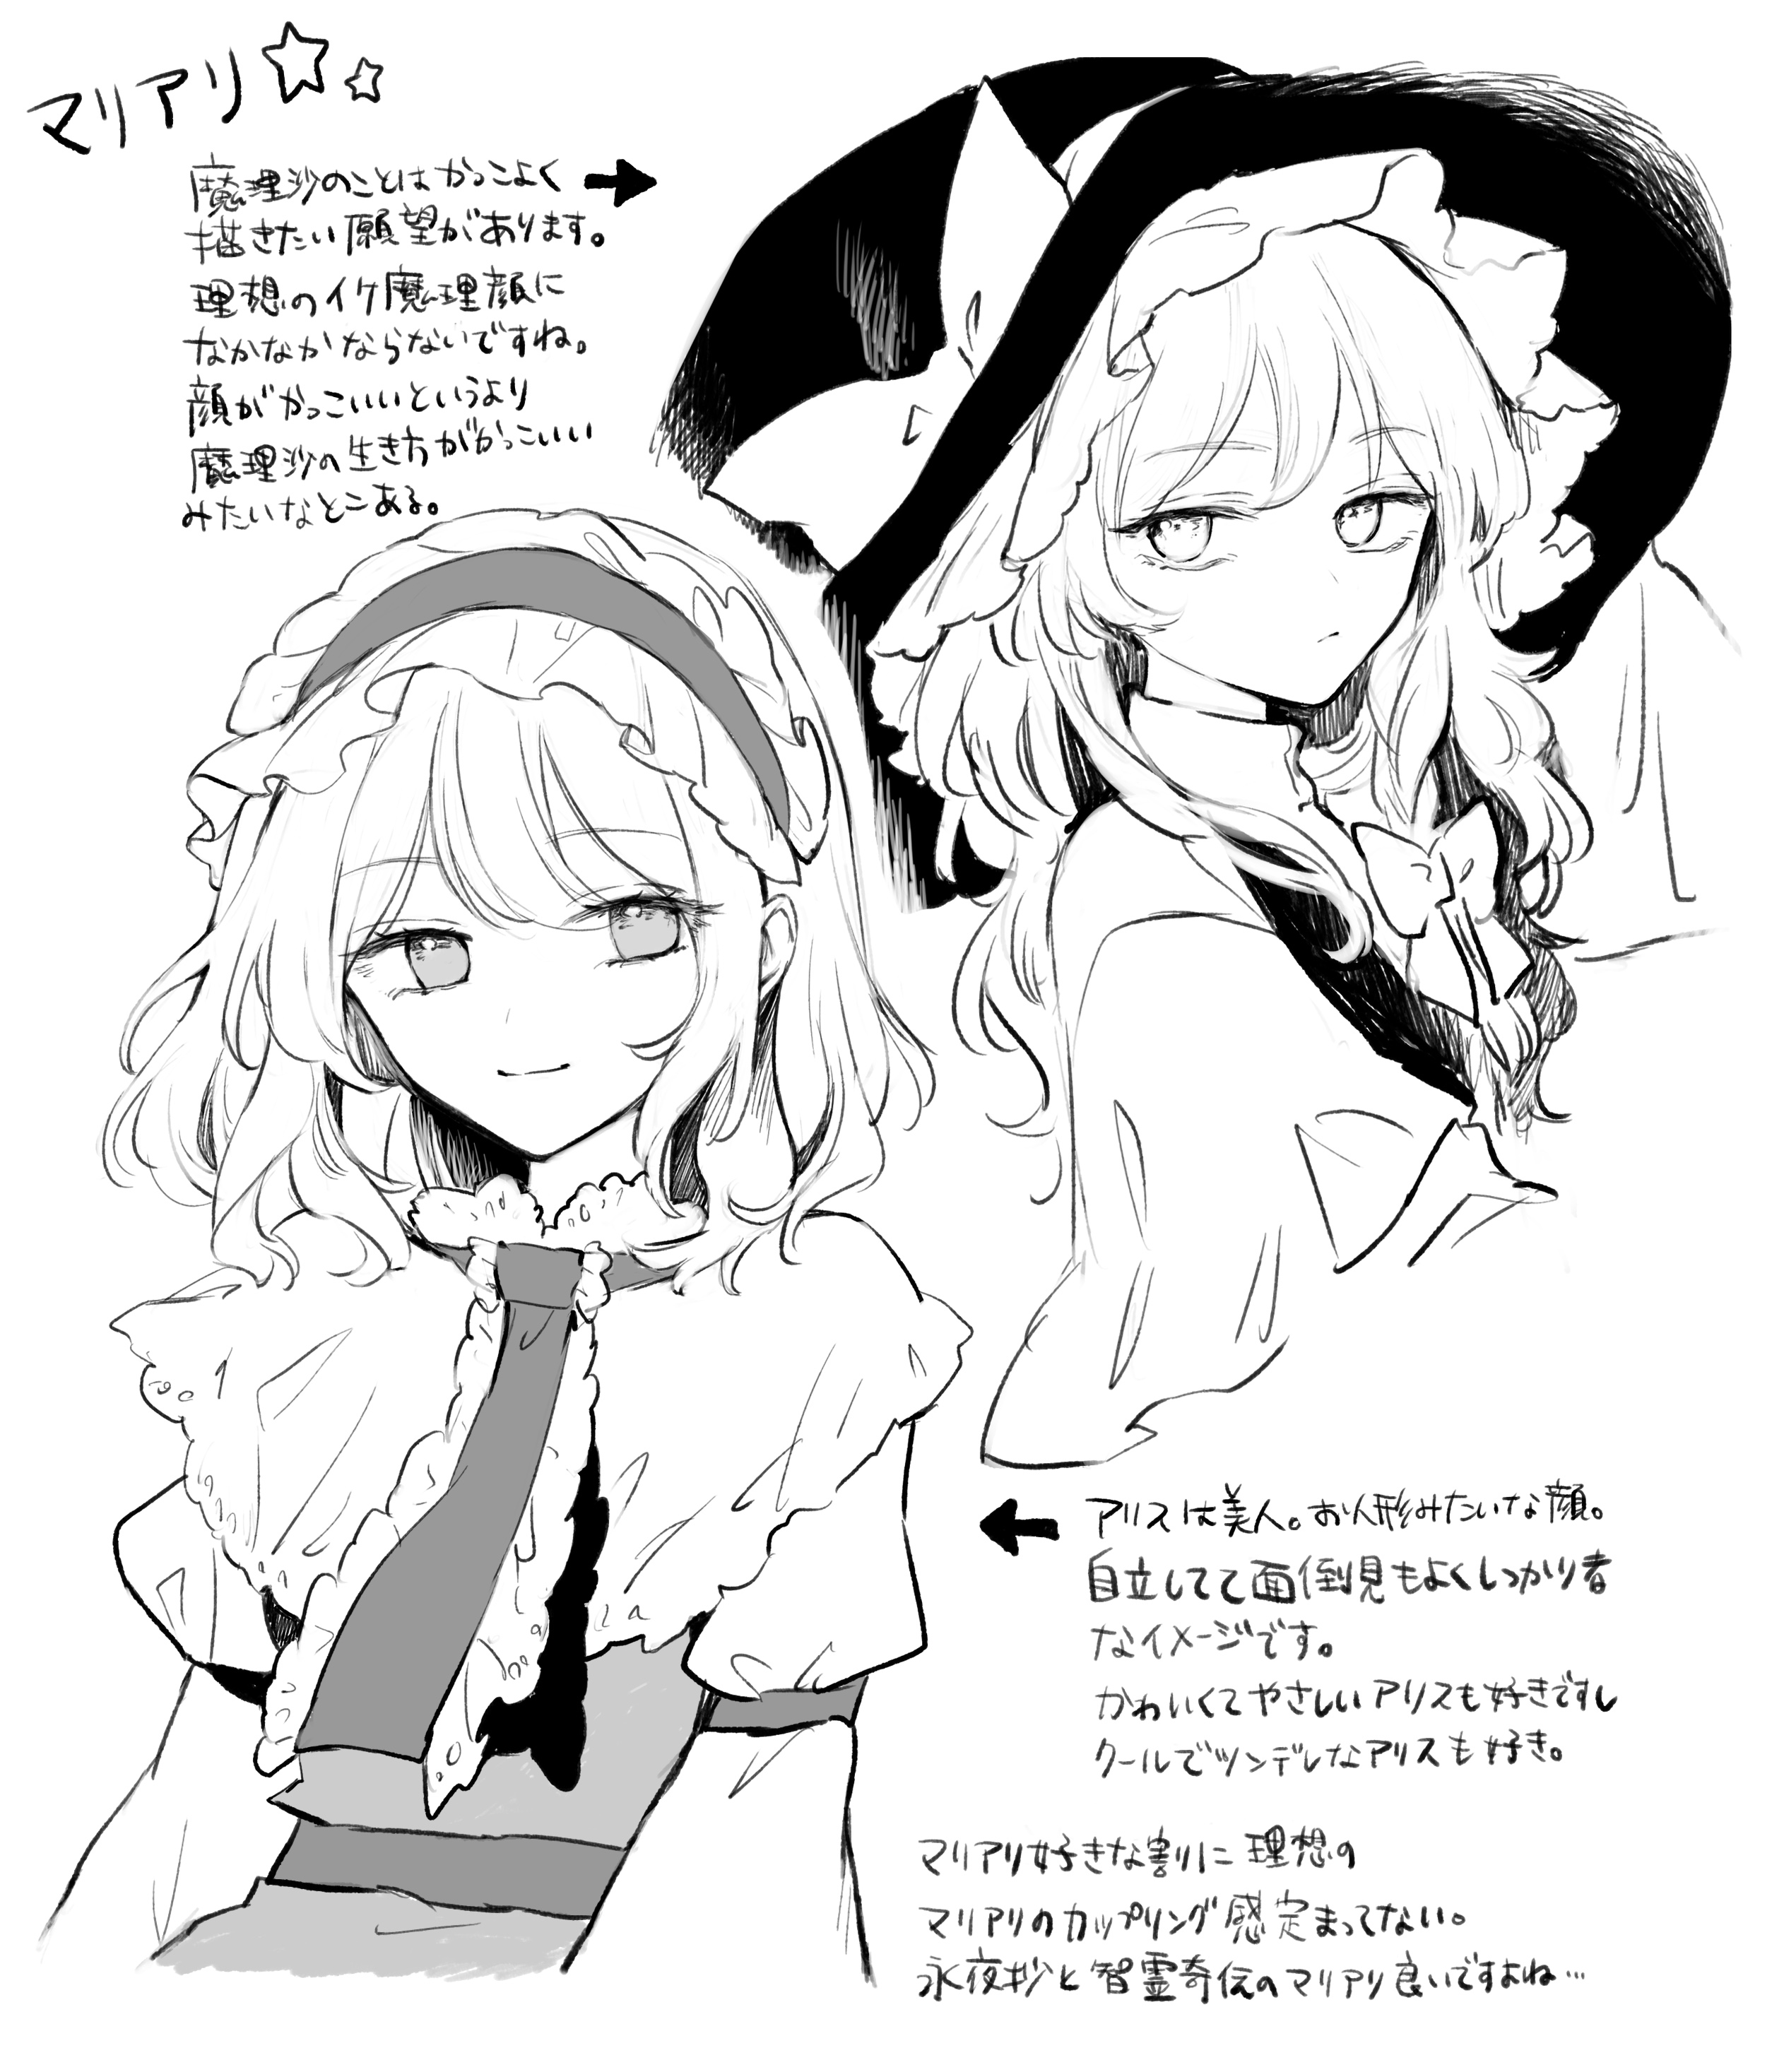 マリアリ☆☆
魔理沙のことはかっこよく
描きたい願望があります。
理想のイケ魔理顔に
なかなかならないですね。
顔がかっこいいというより
魔理沙の生き方がかっこいい
みたいなとこある。
アリスは美人。お人形みたいな顔。
自立してて面倒見もよくしっかり者
なイメージです。
かわいくてやさしいアリスも好きですし
クールでツンデレなアリスも好き。
マリアリ好きな割に理想の
マリアリのカップリング感定まってない。
永夜抄と智霊奇伝のマリアリ良いですよね…